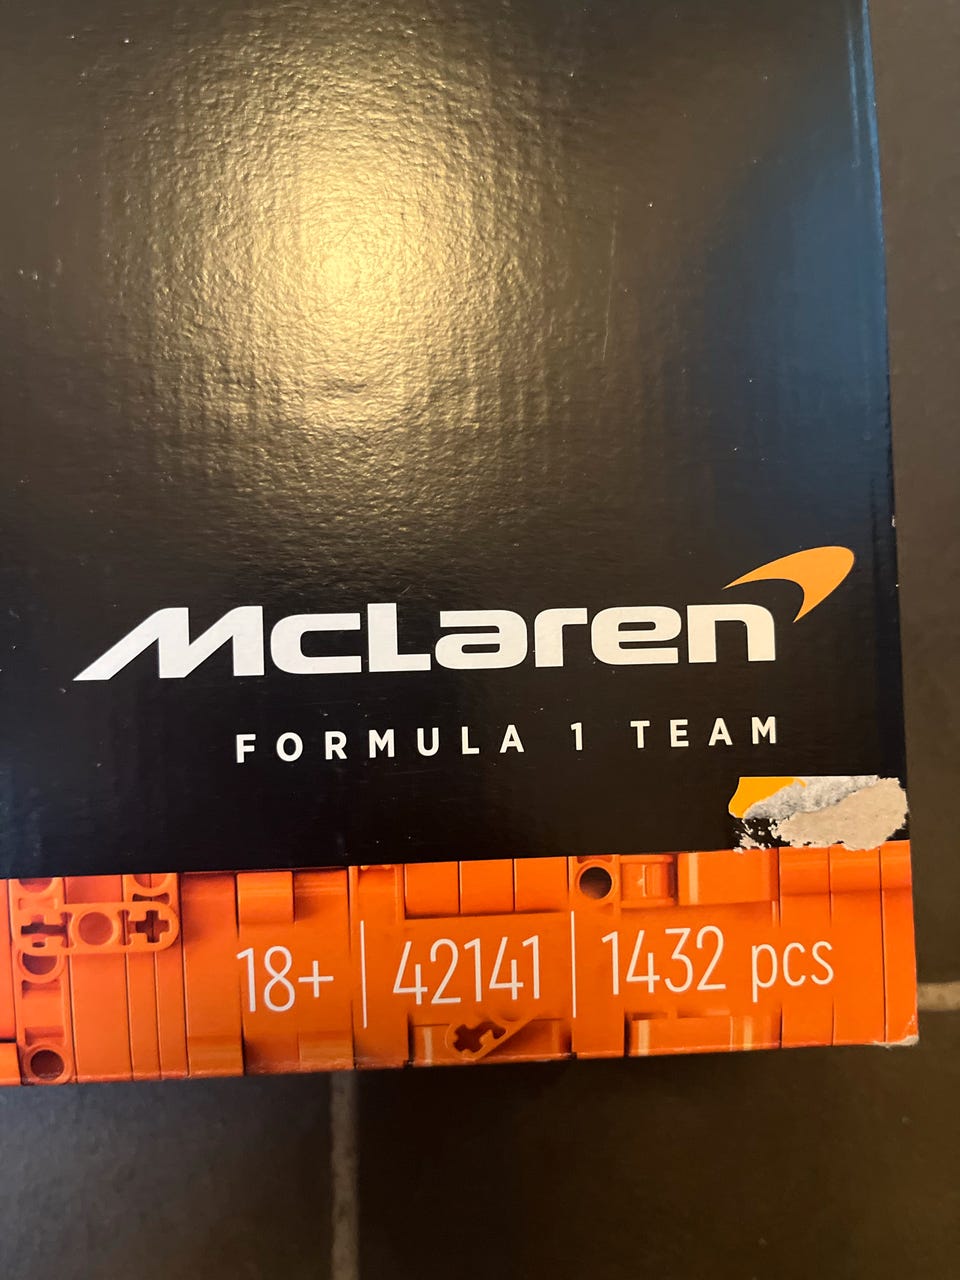 McLaren
FORMULA 1 TEAM
18+ | 42141 | 1432 pcs